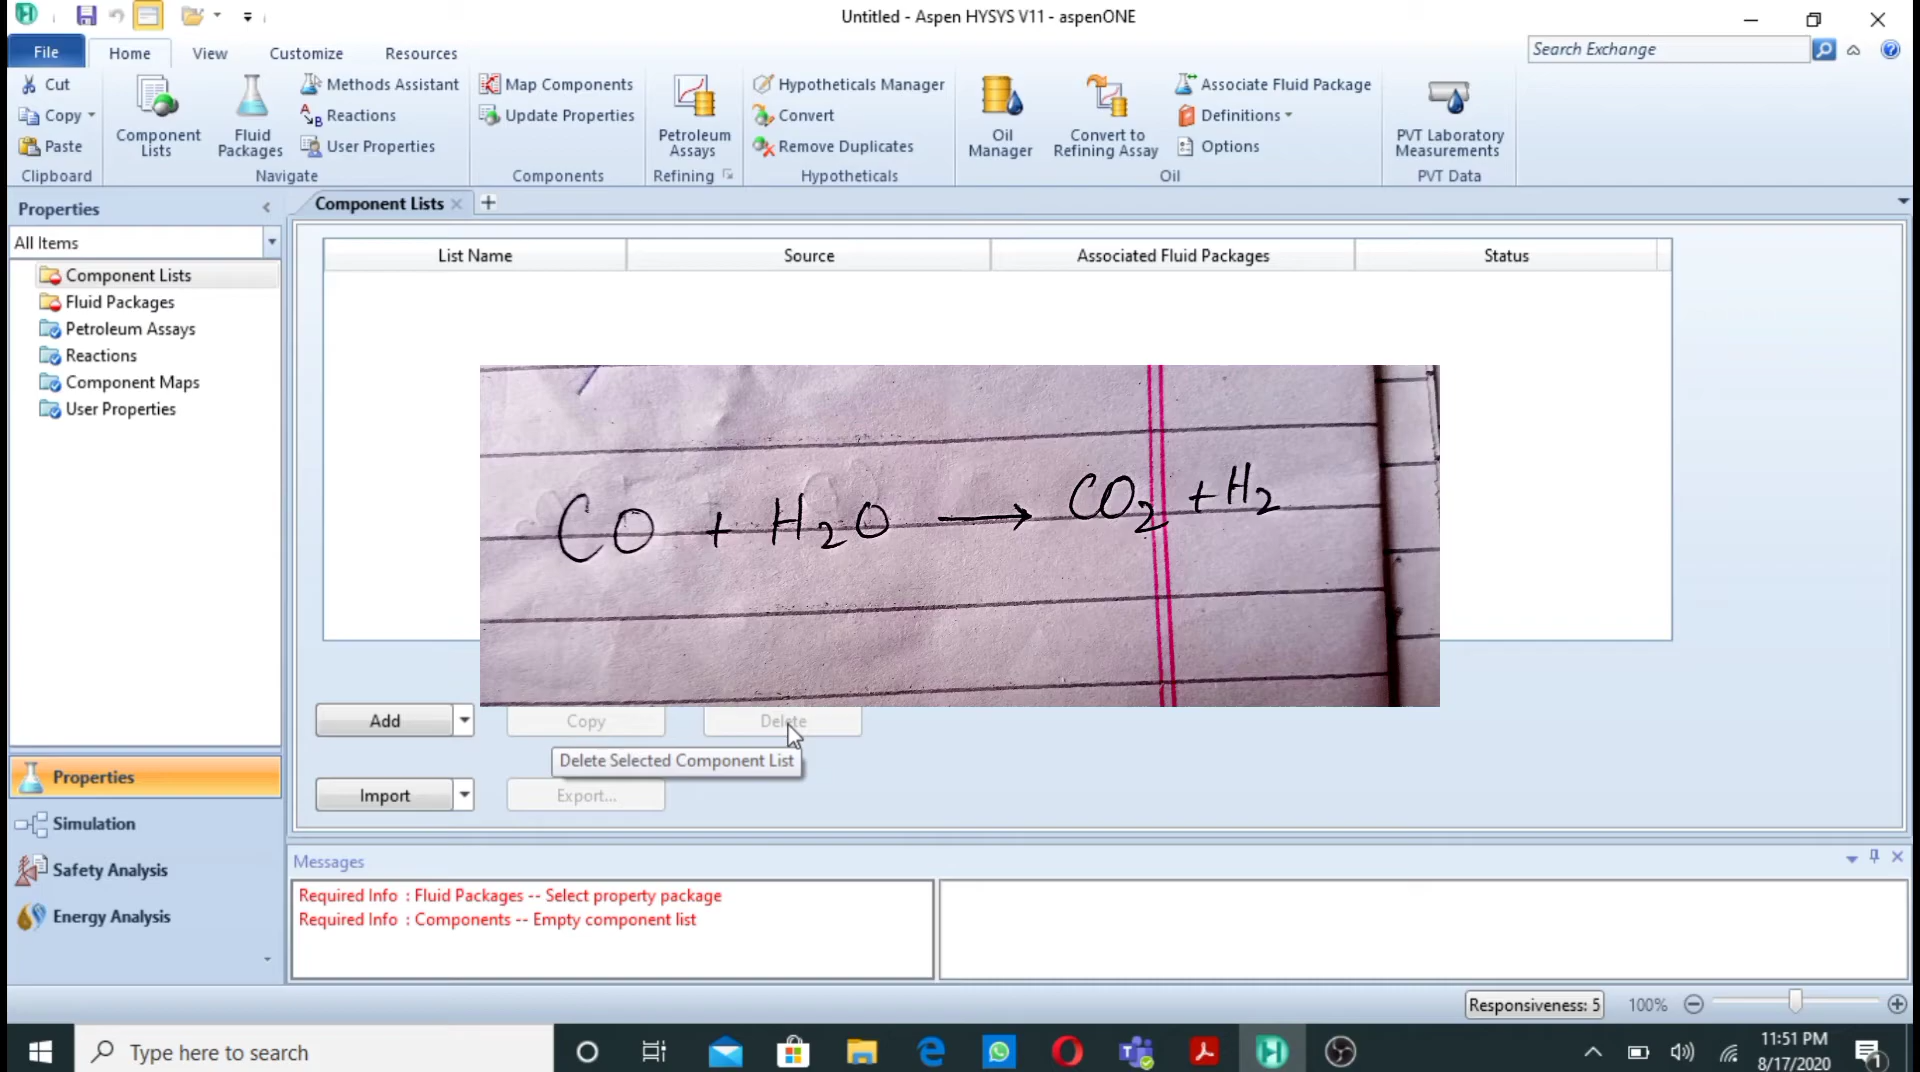 Untitled - Aspen HYSYS V11 - aspenONE
File Home View Customize Resources
Search Exchange
Cut
Copy
Paste
Clipboard
Component Lists
Fluid Packages
Methods Assistant
Reactions
User Properties
Navigate
Map Components
Update Properties
Components
Petroleum Assays
Refining
Hypotheticals Manager
Convert
Remove Duplicates
Hypotheticals
Oil Manager
Convert to Refining Assay
Associate Fluid Package
Definitions
Options
Oil
PVT Laboratory Measurements
PVT Data
Properties
All Items
Component Lists
Fluid Packages
Petroleum Assays
Reactions
Component Maps
User Properties
Properties
Simulation
Safety Analysis
Energy Analysis
Component Lists
List Name Source Associated Fluid Packages Status
CO + H₂O → CO₂ + H₂
Add Copy Delete
Delete Selected Component List
Import Export...
Messages
Required Info : Fluid Packages -- Select property package
Required Info : Components -- Empty component list
Responsiveness: 5 100%
Type here to search
11:51 PM
8/17/2020
1